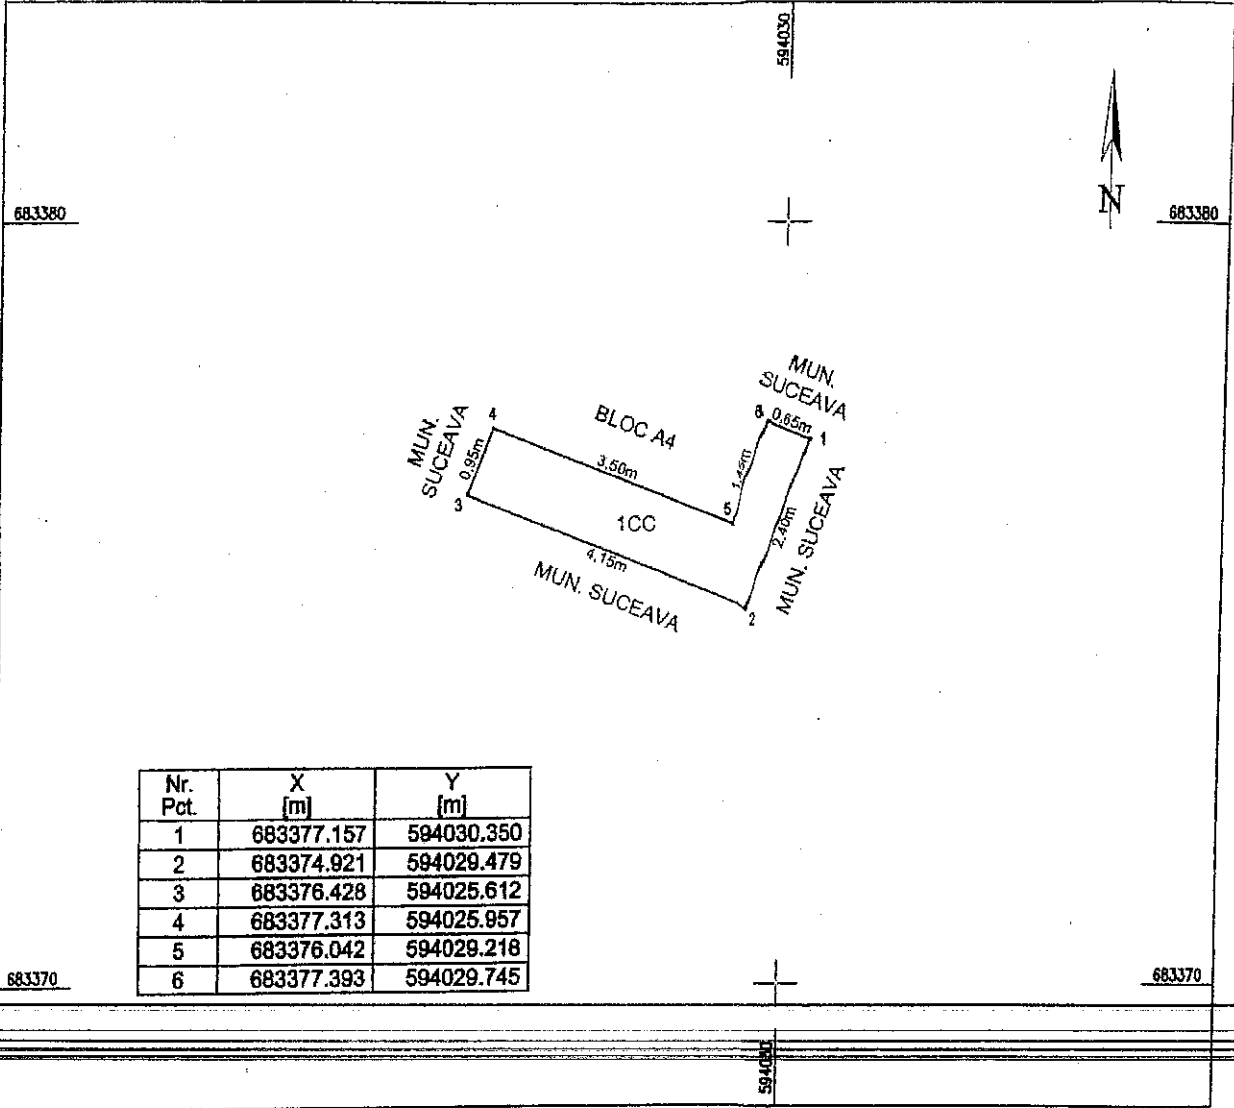 594030
683380
683380
N
MUN.
SUCEAVA
6
0.65m
1
MUN.
SUCEAVA
4
BLOC A4
0.95m
3.50m
1.45m
3
5
1CC
2.40m
MUN. SUCEAVA
4.15m
MUN. SUCEAVA
2
Nr. Pct. X [m] Y [m]
1 683377.157 594030.350
2 683374.921 594029.479
3 683376.428 594025.612
4 683377.313 594025.957
5 683376.042 594029.218
6 683377.393 594029.745
683370
683370
594030